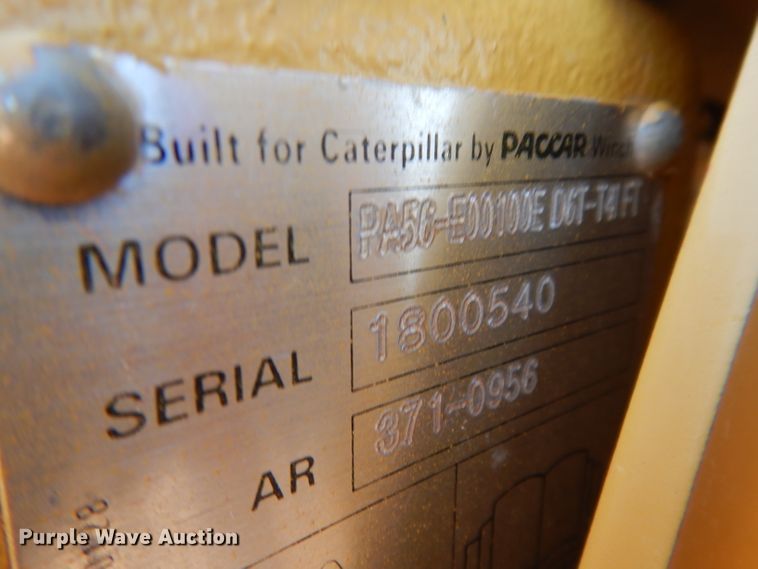 Built for Caterpillar by PACCAR Winch
MODEL PA56-E00100E D6T-T4 FT
SERIAL 1800540
AR 371-0956
Purple Wave Auction